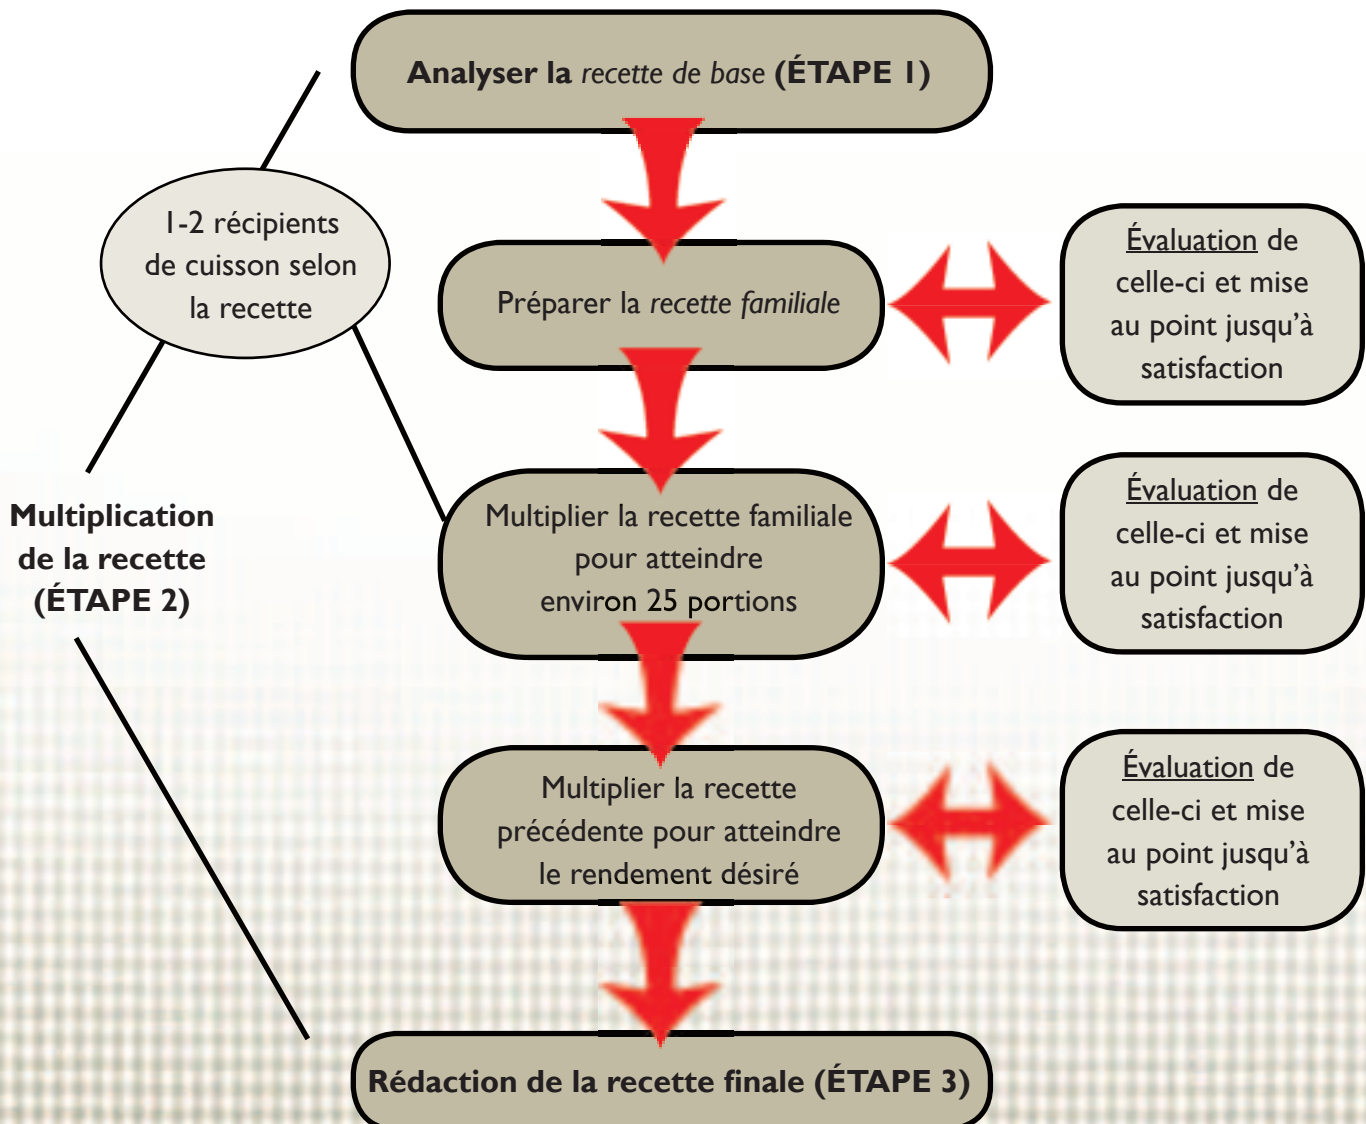 Analyser la recette de base (ÉTAPE 1)
1-2 récipients
de cuisson selon
la recette
Préparer la recette familiale
Évaluation de
celle-ci et mise
au point jusqu'à
satisfaction
Multiplication
de la recette
(ÉTAPE 2)
Multiplier la recette familiale
pour atteindre
environ 25 portions
Évaluation de
celle-ci et mise
au point jusqu'à
satisfaction
Multiplier la recette
précédente pour atteindre
le rendement désiré
Évaluation de
celle-ci et mise
au point jusqu'à
satisfaction
Rédaction de la recette finale (ÉTAPE 3)